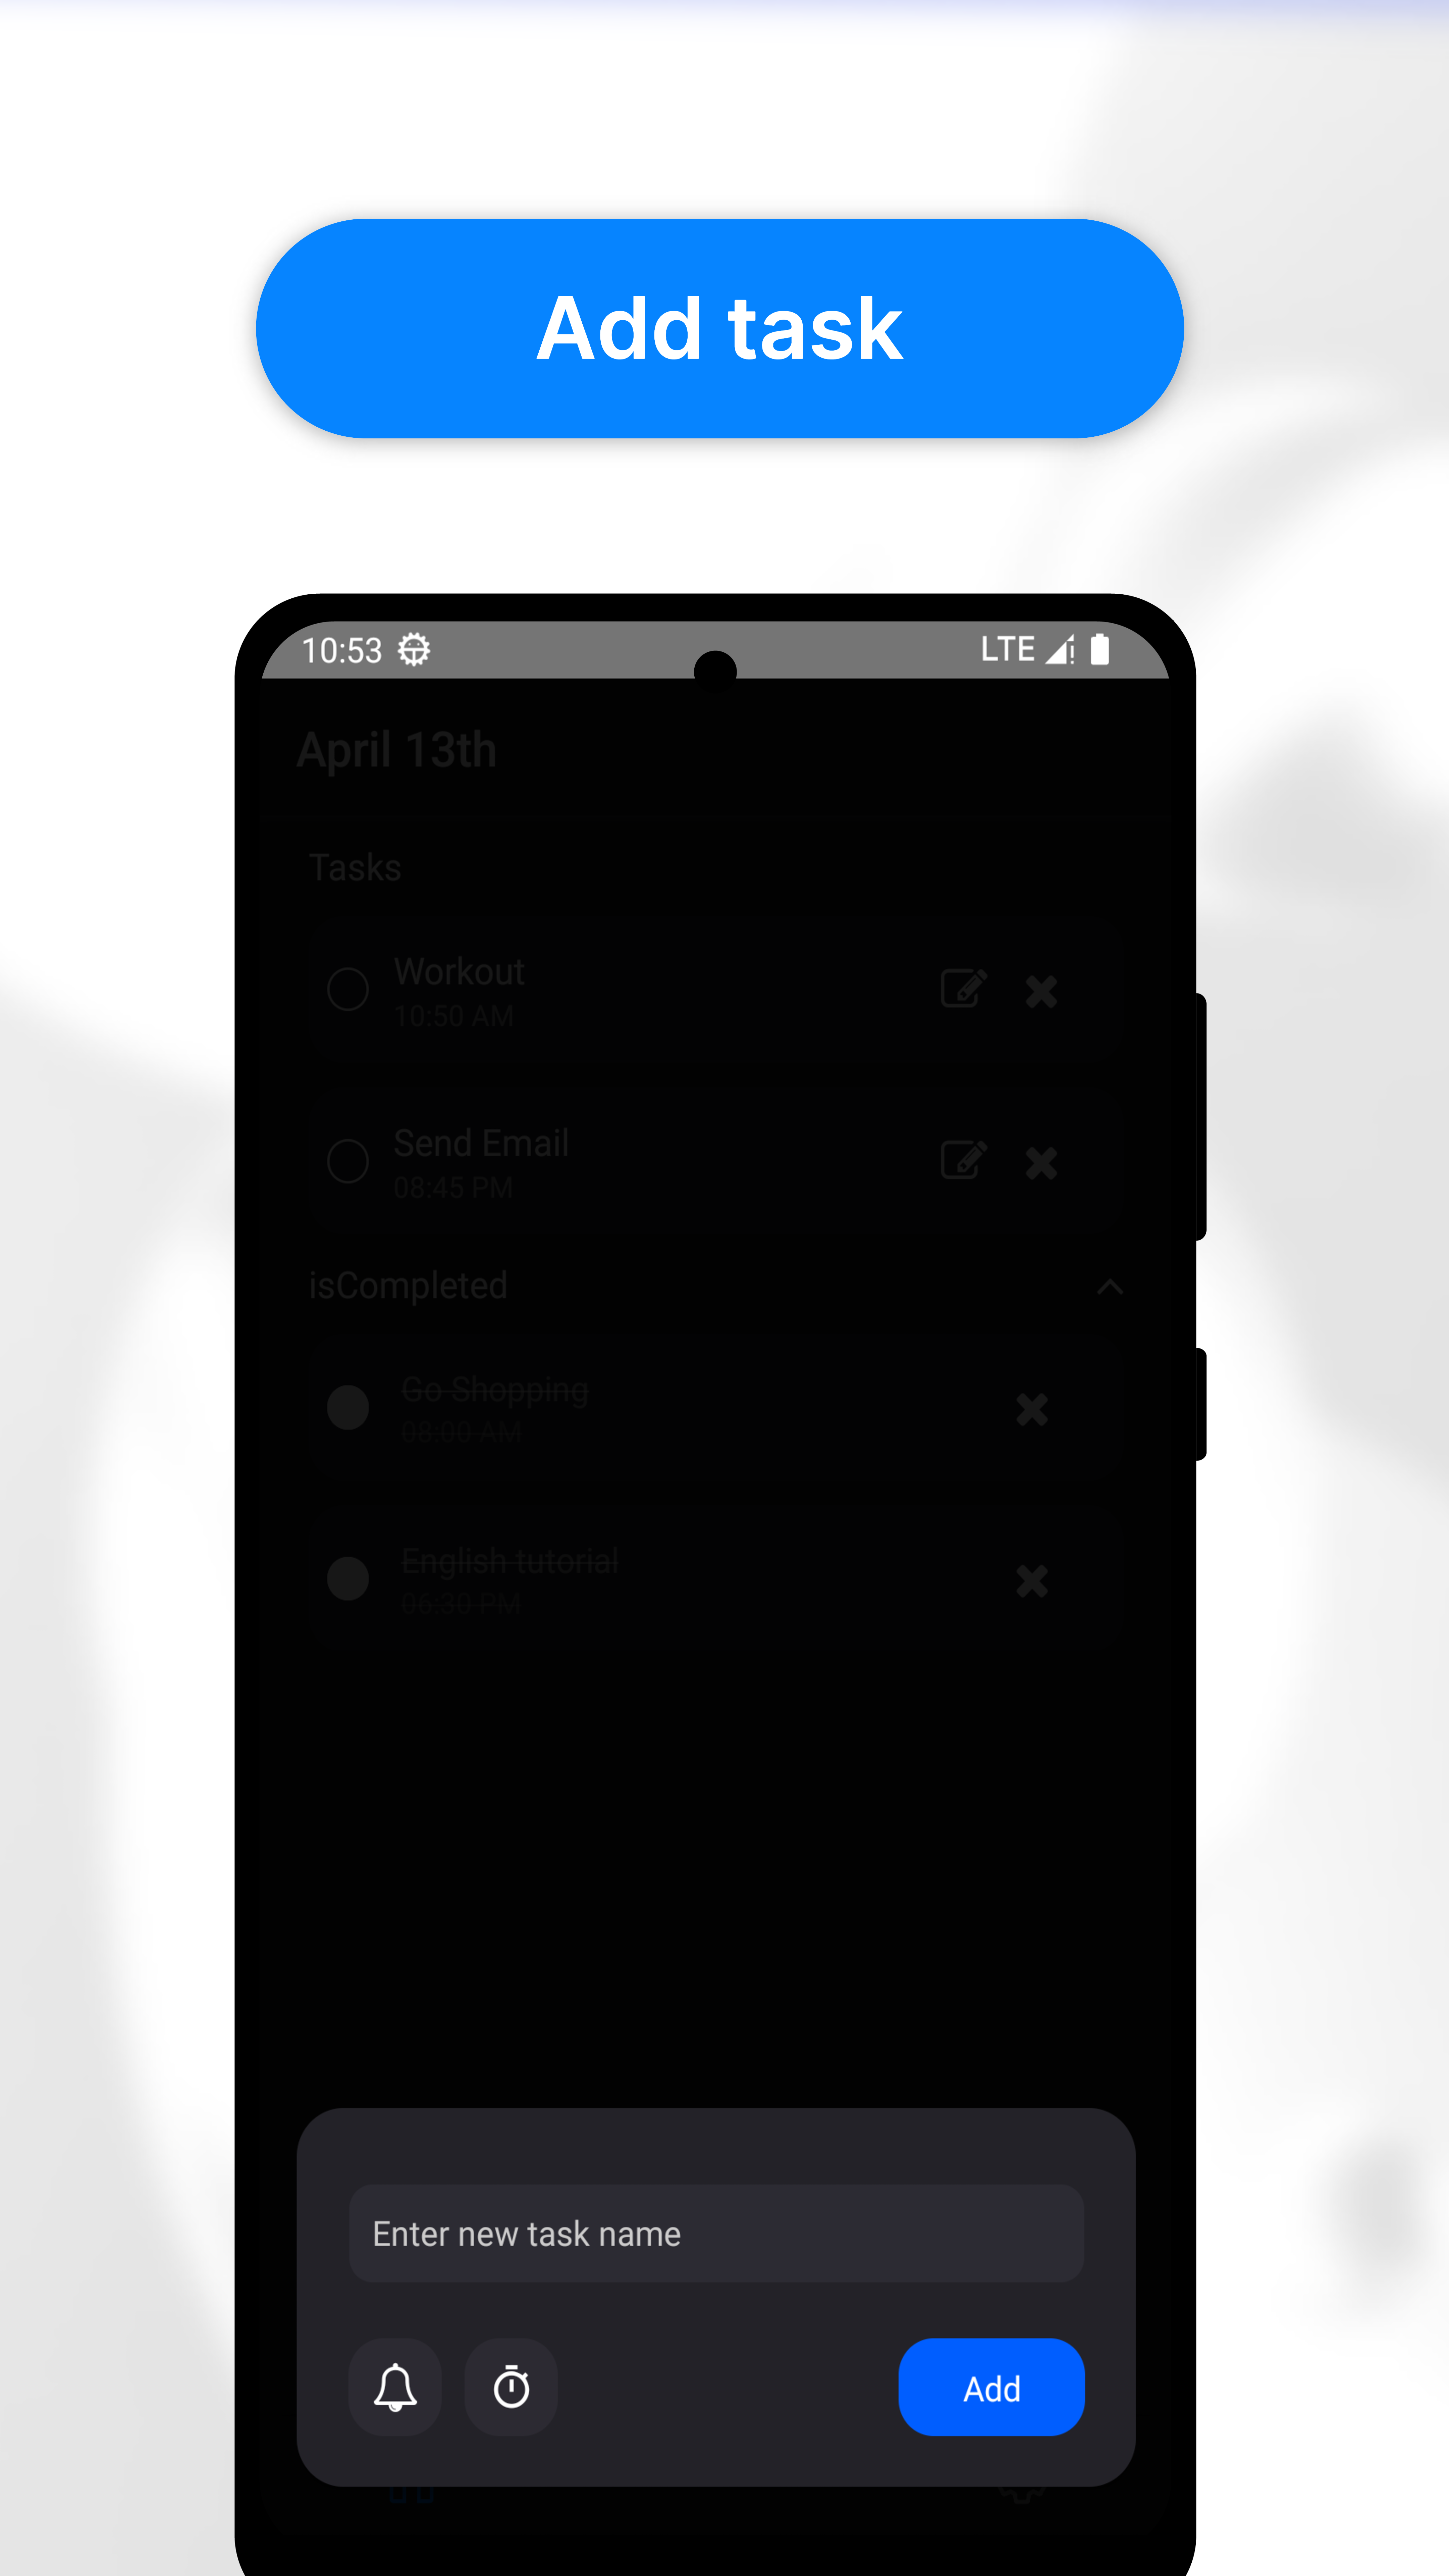 Add task
10:53
LTE
April 13th
Tasks
Workout
10:50 AM
Send Email
08:45 PM
isCompleted
Go Shopping
08:00 AM
English tutorial
06:30 PM
Enter new task name
Add